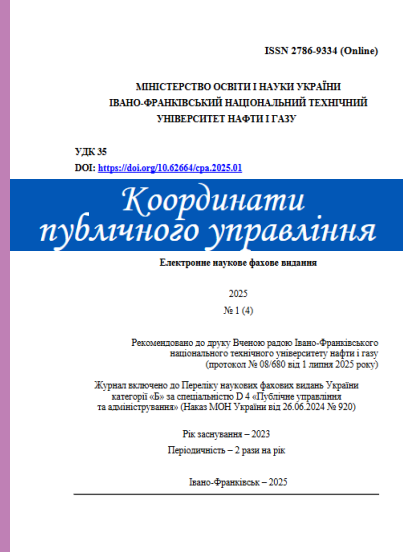 ISSN 2786-9334 (Online)
МІНІСТЕРСТВО ОСВІТИ І НАУКИ УКРАЇНИ
ІВАНО-ФРАНКІВСЬКИЙ НАЦІОНАЛЬНИЙ ТЕХНІЧНИЙ
УНІВЕРСИТЕТ НАФТИ І ГАЗУ
УДК 35
DOI: https://doi.org/10.62664/cpa.2025.01
Координати
публічного управління
Електронне наукове фахове видання
2025
№ 1 (4)
Рекомендовано до друку Вченою радою Івано-Франківського
національного технічного університету нафти і газу
(протокол № 08/680 від 1 липня 2025 року)
Журнал включено до Переліку наукових фахових видань України
категорії «Б» за спеціальністю D 4 «Публічне управління
та адміністрування» (Наказ МОН України від 26.06.2024 № 920)
Рік заснування – 2023
Періодичність – 2 рази на рік
Івано-Франківськ – 2025